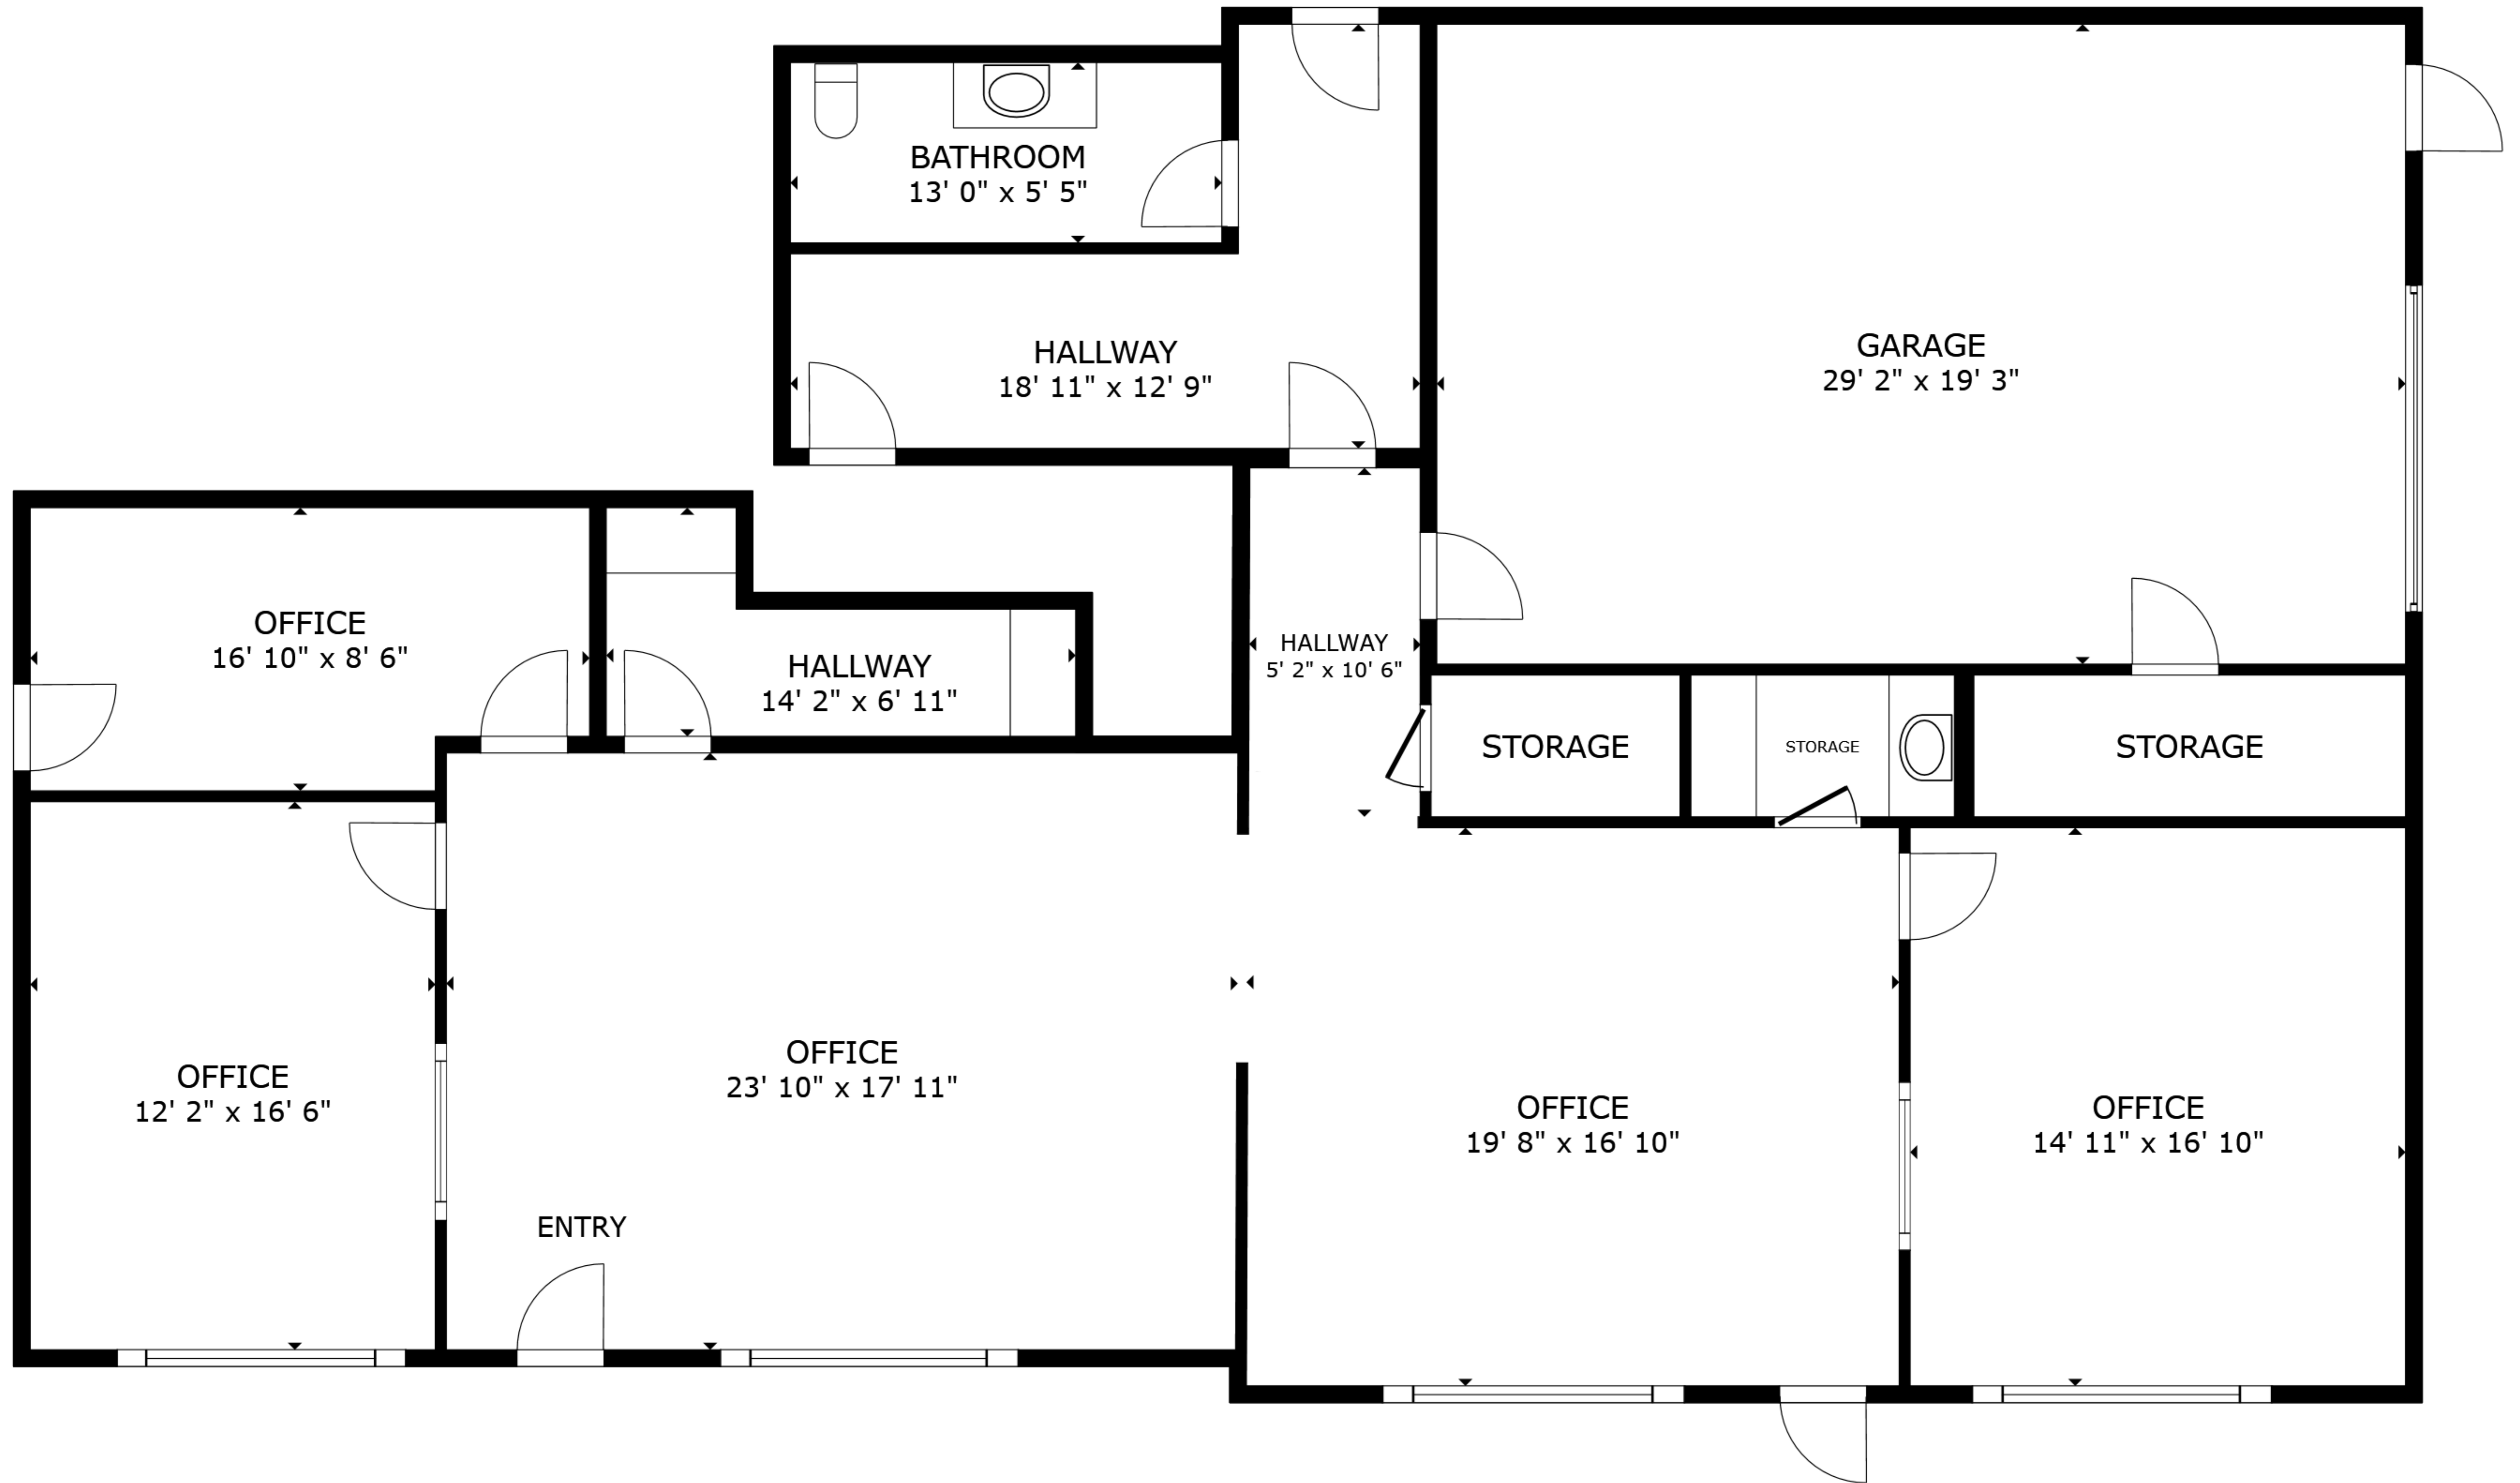 BATHROOM
13' 0" x 5' 5"
HALLWAY
18' 11" x 12' 9"
GARAGE
29' 2" x 19' 3"
OFFICE
16' 10" x 8' 6"
HALLWAY
14' 2" x 6' 11"
HALLWAY
5' 2" x 10' 6"
STORAGE
STORAGE
STORAGE
OFFICE
12' 2" x 16' 6"
OFFICE
23' 10" x 17' 11"
OFFICE
19' 8" x 16' 10"
OFFICE
14' 11" x 16' 10"
ENTRY